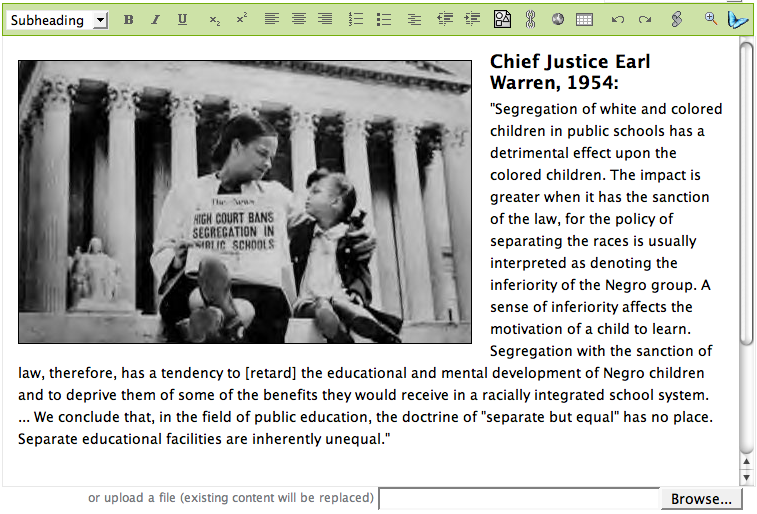 Subheading
B I U x₂ x²
Chief Justice Earl
Warren, 1954:
"Segregation of white and colored
children in public schools has a
detrimental effect upon the
colored children. The impact is
greater when it has the sanction
of the law, for the policy of
separating the races is usually
interpreted as denoting the
inferiority of the Negro group. A
sense of inferiority affects the
motivation of a child to learn.
Segregation with the sanction of
law, therefore, has a tendency to [retard] the educational and mental development of Negro children
and to deprive them of some of the benefits they would receive in a racially integrated school system.
... We conclude that, in the field of public education, the doctrine of "separate but equal" has no place.
Separate educational facilities are inherently unequal."
The News
HIGH COURT BANS
SEGREGATION IN
PUBLIC SCHOOLS
or upload a file (existing content will be replaced)
Browse...